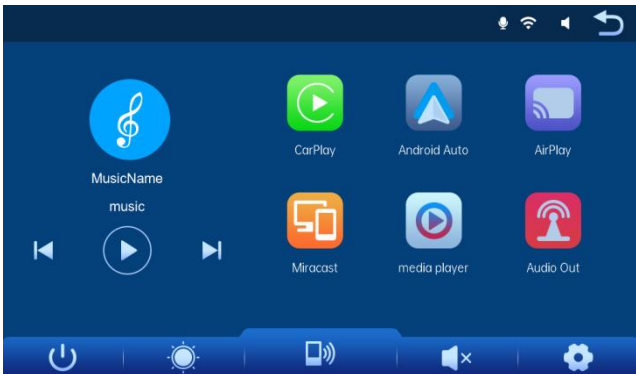 MusicName
music
CarPlay
Android Auto
AirPlay
Miracast
media player
Audio Out